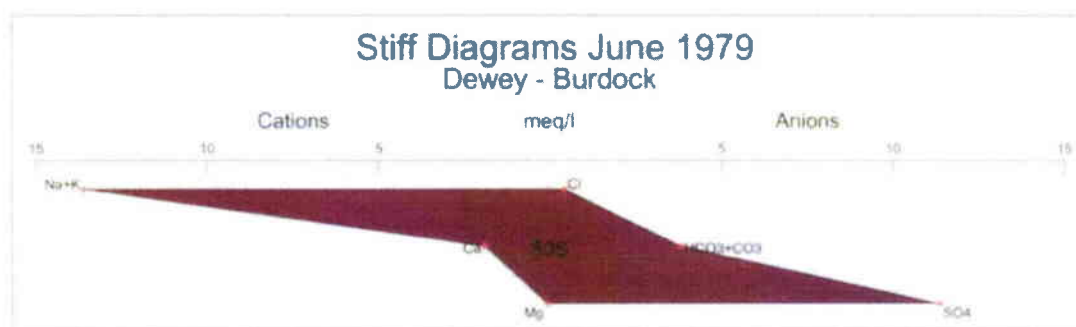 Stiff Diagrams June 1979
Dewey - Burdock
Cations meq/l Anions
15 10 5 5 10 15
Na+K Cl
Ca HCO3+CO3
Mg SO4